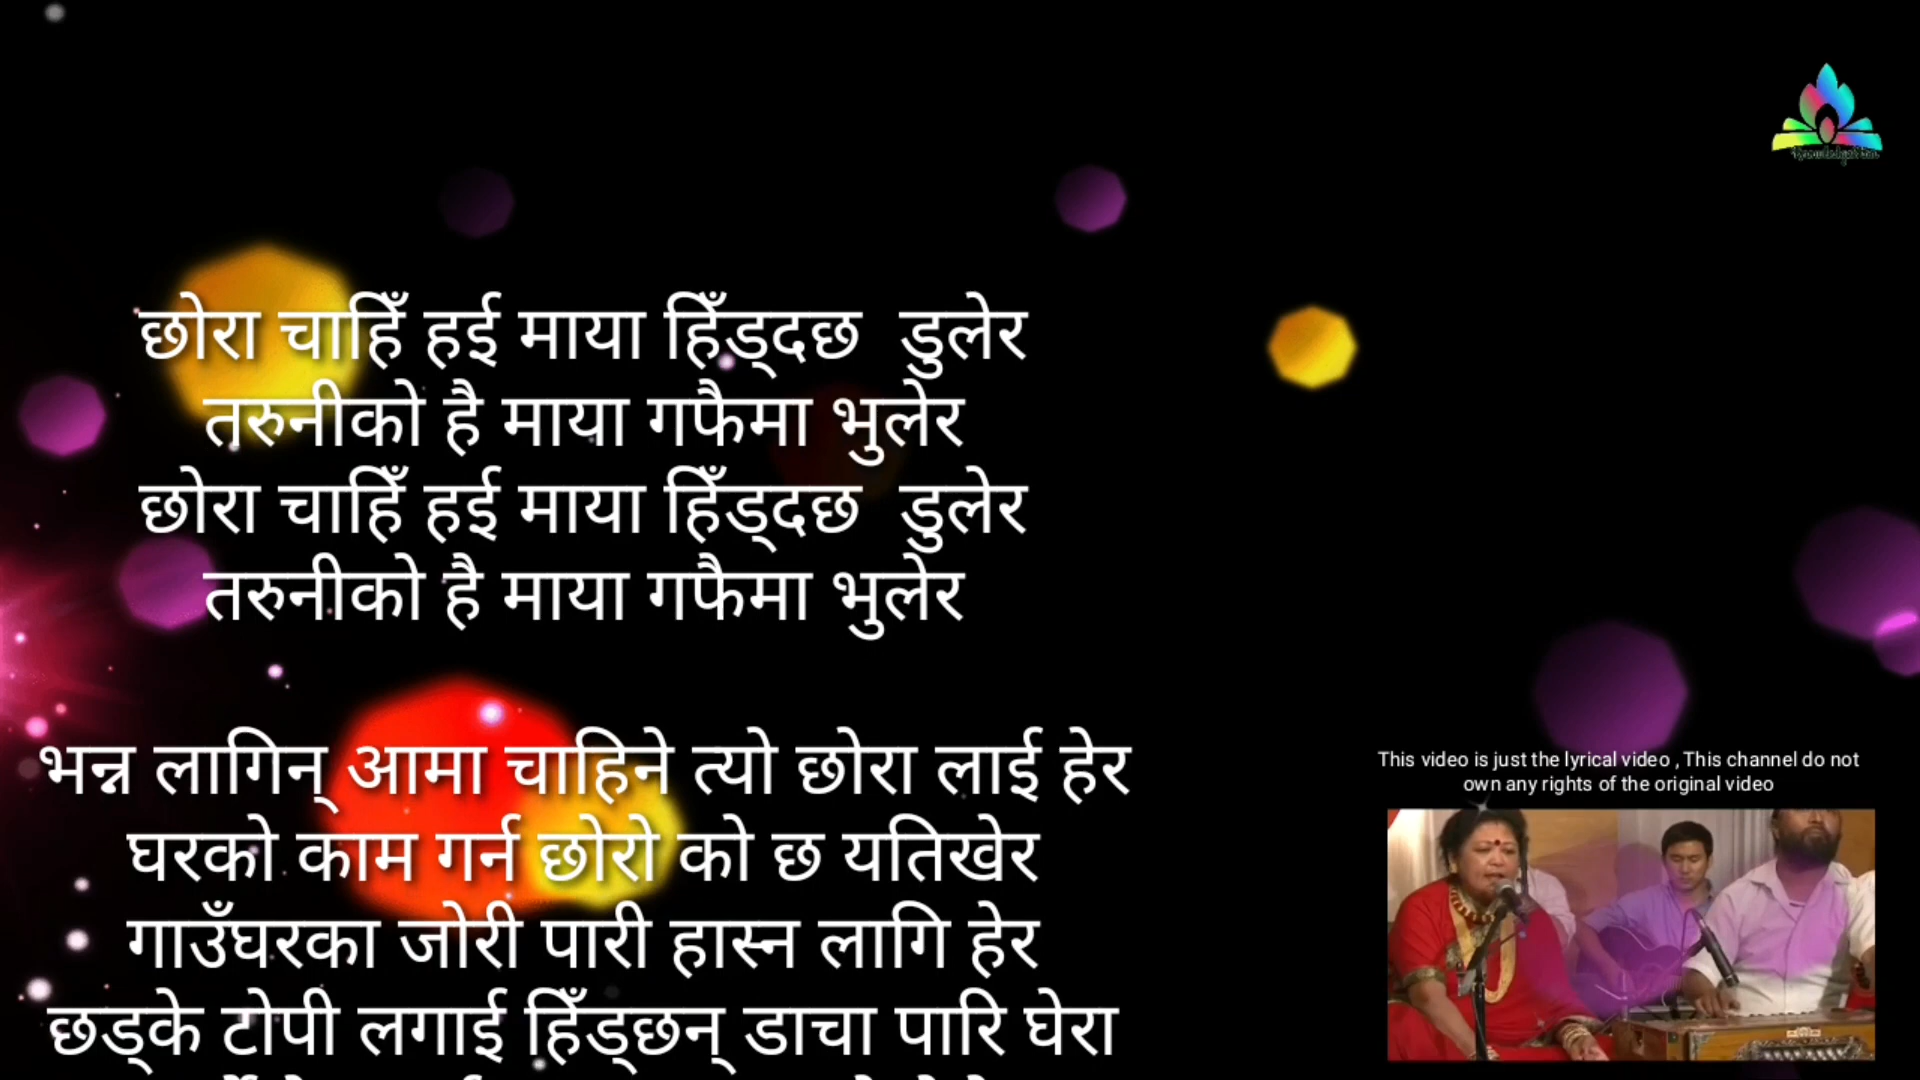 छोरा चाहिँ हई माया हिँड्दछ  डुलेर
तरुनीको है माया गफैमा भुलेर
छोरा चाहिँ हई माया हिँड्दछ  डुलेर
तरुनीको है माया गफैमा भुलेर
भन्न लागिन् आमा चाहिने त्यो छोरा लाई हेर
घरको काम गर्न छोरो को छ यतिखेर
गाउँघरका जोरी पारी हास्न लागि हेर
छड्के टोपी लगाई हिँड्छन् डाचा पारि घेरा
This video is just the lyrical video , This channel do not
own any rights of the original video